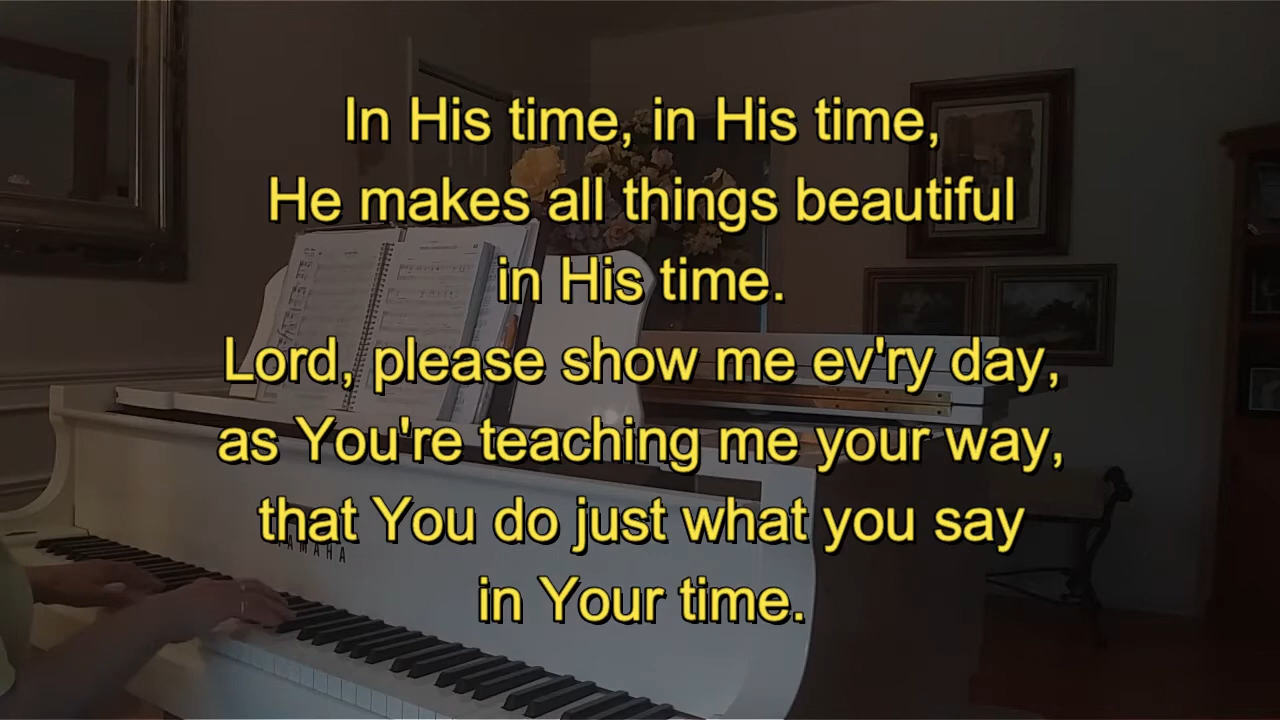 In His time, in His time,
He makes all things beautiful
in His time.
Lord, please show me ev'ry day,
as You're teaching me your way,
that You do just what you say
in Your time.
YAMAHA